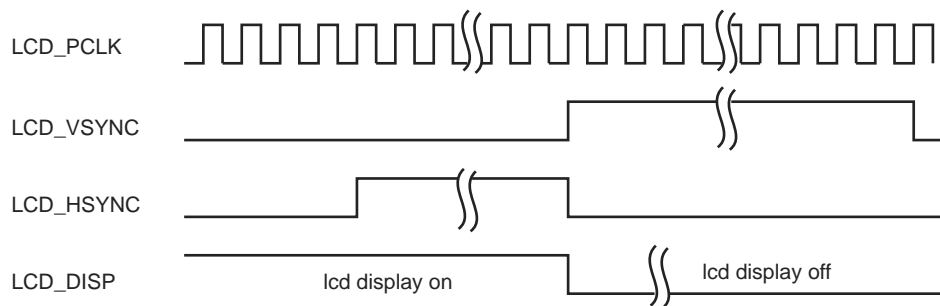 LCD_PCLK
LCD_VSYNC
LCD_HSYNC
LCD_DISP lcd display on lcd display off